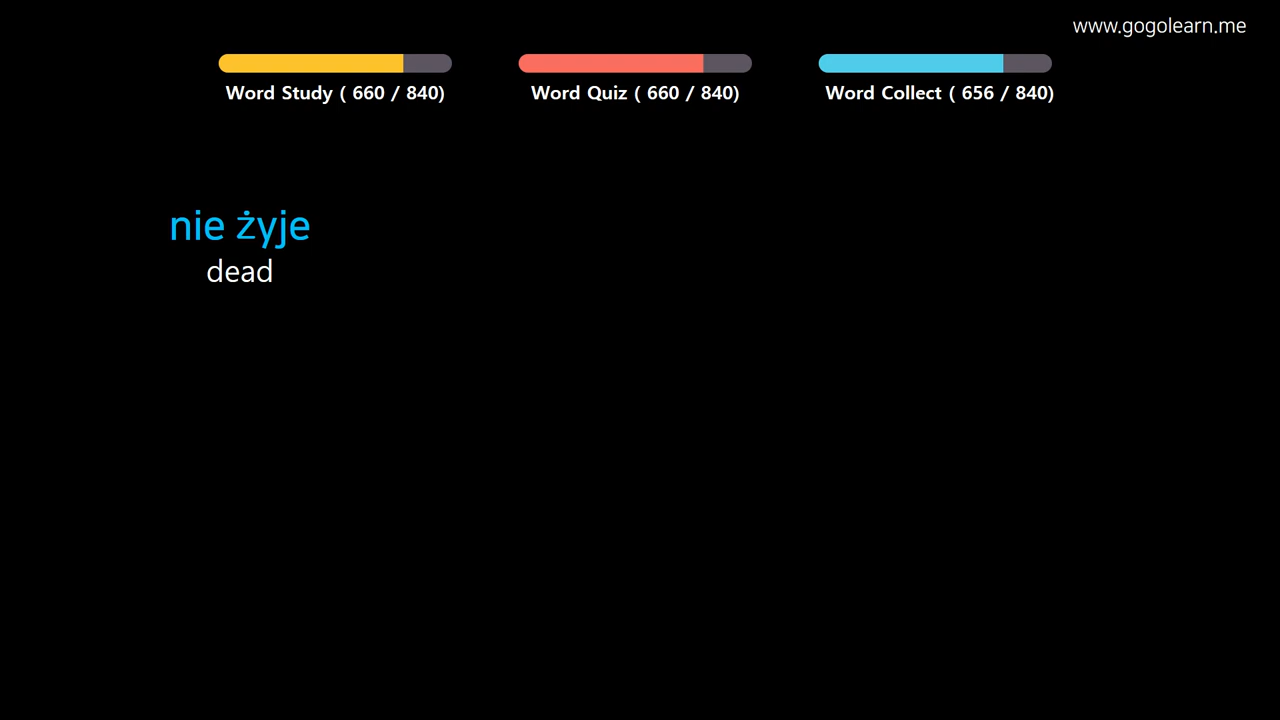 www.gogolearn.me
Word Study ( 660 / 840)
Word Quiz ( 660 / 840)
Word Collect ( 656 / 840)
nie żyje
dead